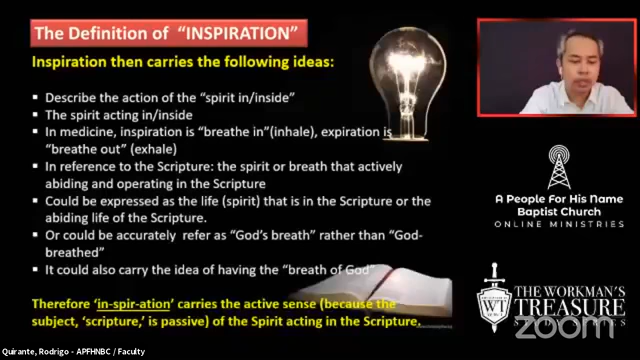 The Definition of "INSPIRATION"
Inspiration then carries the following ideas:
▪ Describe the action of the "spirit in/inside"
▪ The spirit acting in/inside
▪ In medicine, inspiration is "breathe in"(inhale), expiration is
"breathe out" (exhale)
▪ In reference to the Scripture: the spirit or breath that actively
abiding and operating in the Scripture
▪ Could be expressed as the life (spirit) that is in the Scripture or the
abiding life of the Scripture.
▪ Or could be accurately refer as "God's breath" rather than "God-
breathed"
▪ It could also carry the idea of having the "breath of God"
Therefore 'in-spir-ation' carries the active sense (because the
subject, 'scripture,' is passive) of the Spirit acting in the Scripture.
A People For His Name
Baptist Church
ONLINE MINISTRIES
WT
THE WORKMAN'S
TREASURE
zoom
Quirante, Rodrigo - APFHNBC / Faculty